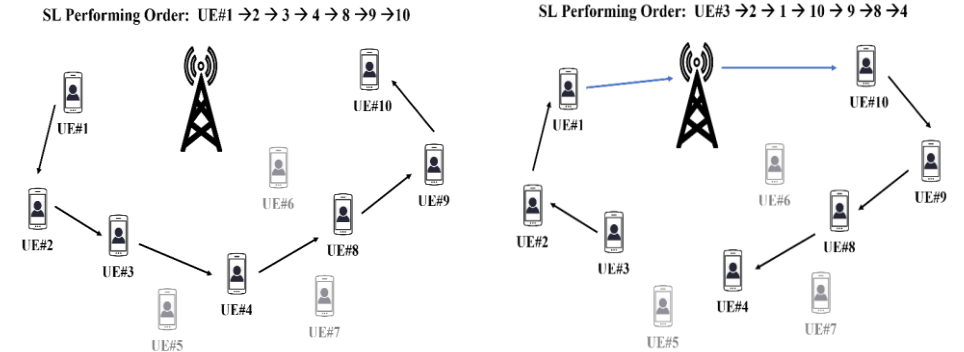 SL Performing Order: UE#1 →2 → 3 → 4 → 8 →9 →10
UE#1
UE#10
UE#6
UE#9
UE#2
UE#8
UE#3
UE#4
UE#7
UE#5
SL Performing Order: UE#3 →2 → 1 → 10 → 9 →8 →4
UE#1
UE#10
UE#6
UE#9
UE#2
UE#8
UE#3
UE#4
UE#7
UE#5